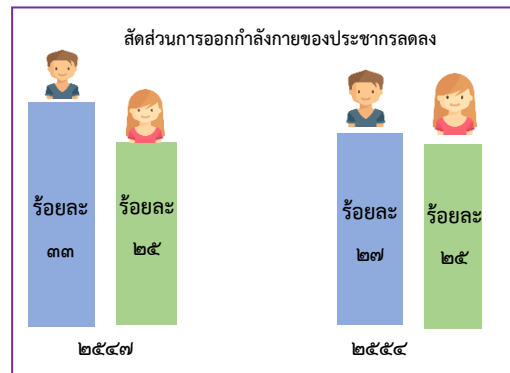 สัดส่วนการออกกำลังกายของประชากรลดลง
ร้อยละ
๓๓
ร้อยละ
๒๕
ร้อยละ
๒๗
ร้อยละ
๒๕
๒๕๔๗
๒๕๕๔